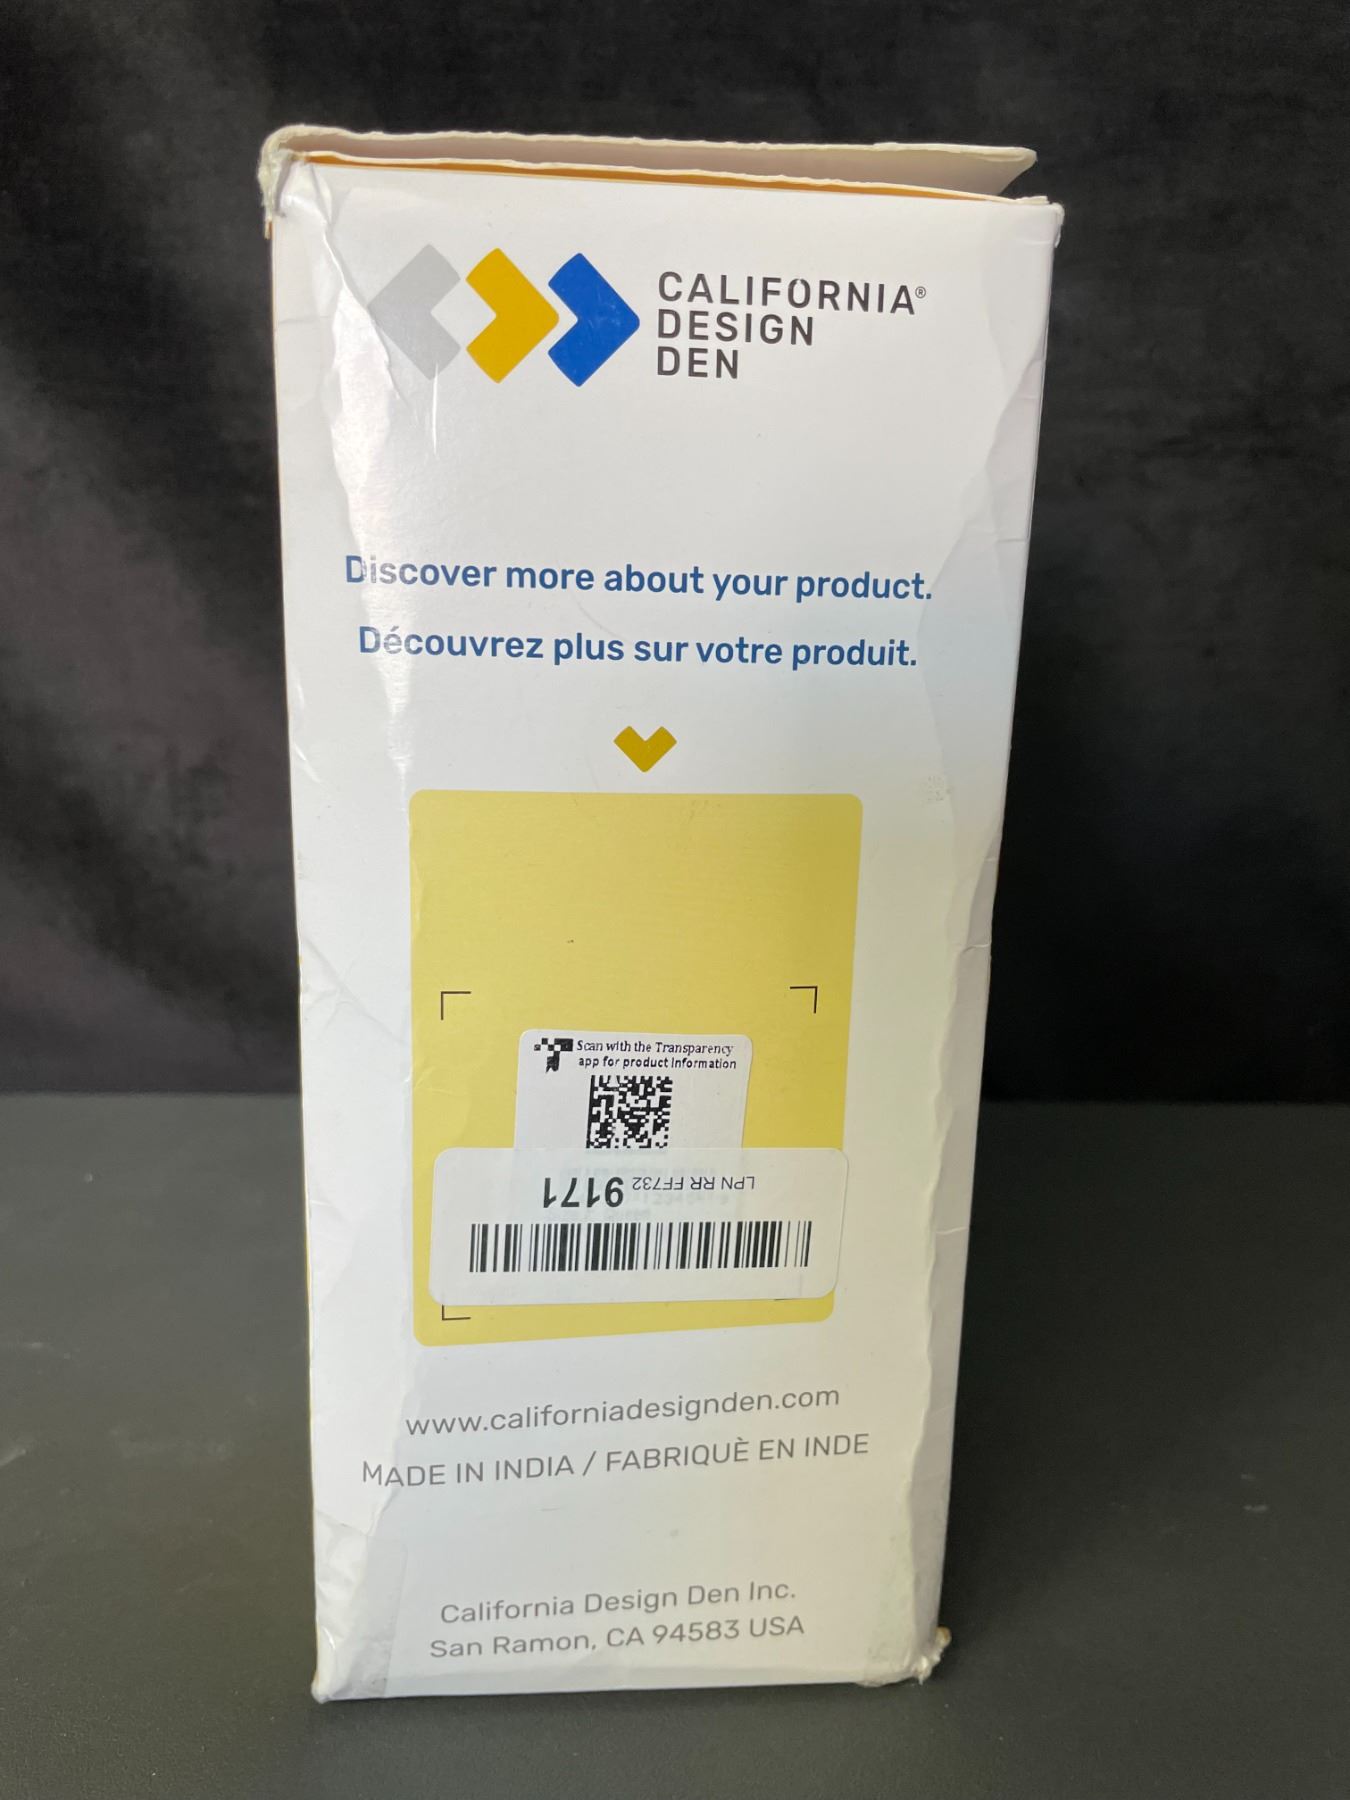 CALIFORNIA®
DESIGN
DEN
Discover more about your product.
Découvrez plus sur votre produit.
Scan with the Transparency
app for product information
LPN RR FF732 9171
www.californiadesignden.com
MADE IN INDIA / FABRIQUÈ EN INDE
California Design Den Inc.
San Ramon, CA 94583 USA